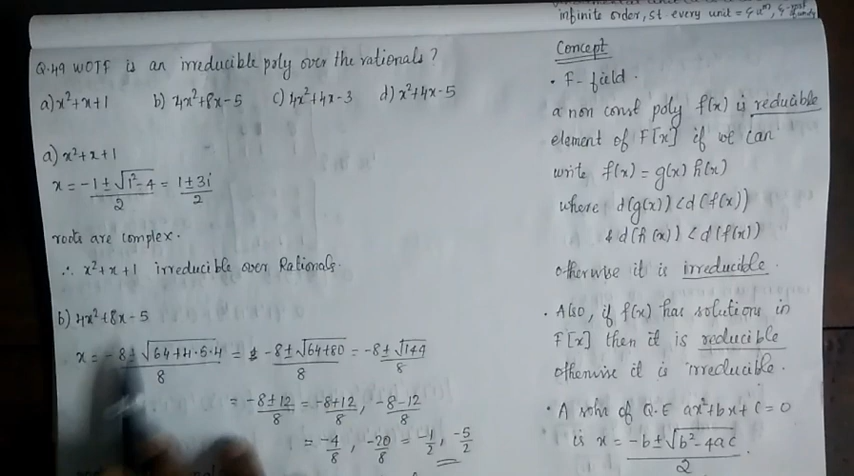 Q.49 WOTF is an irreducible poly over the rationals?
a) x²+x+1 b) 4x²+8x-5 c) 4x²+4x-3 d) x²+4x-5
a) x²+x+1
x = -1±√1²-4/2 = 1±3i/2
roots are complex.
∴ x²+x+1 irreducible over Rationals.
b) 4x²+8x-5
x = -8±√64+4·5·4/8 = -8±√64+80/8 = -8±√144/8
= -8±12/8 = -8+12/8, -8-12/8
= -4/8, -20/8 = -1/2, -5/2
infinite order, st every unit =
Concept
· F-field.
a non const poly f(x) is reducible
element of F[x] if we can
write f(x) = g(x) h(x)
where d(g(x)) < d(f(x))
& d(h(x)) < d(f(x))
otherwise it is irreducible.
· Also, if f(x) has solutions in
F[x] then it is reducible
otherwise it is irreducible.
· A soln of Q.E ax²+bx+c=0
is x = -b±√b²-4ac/2.